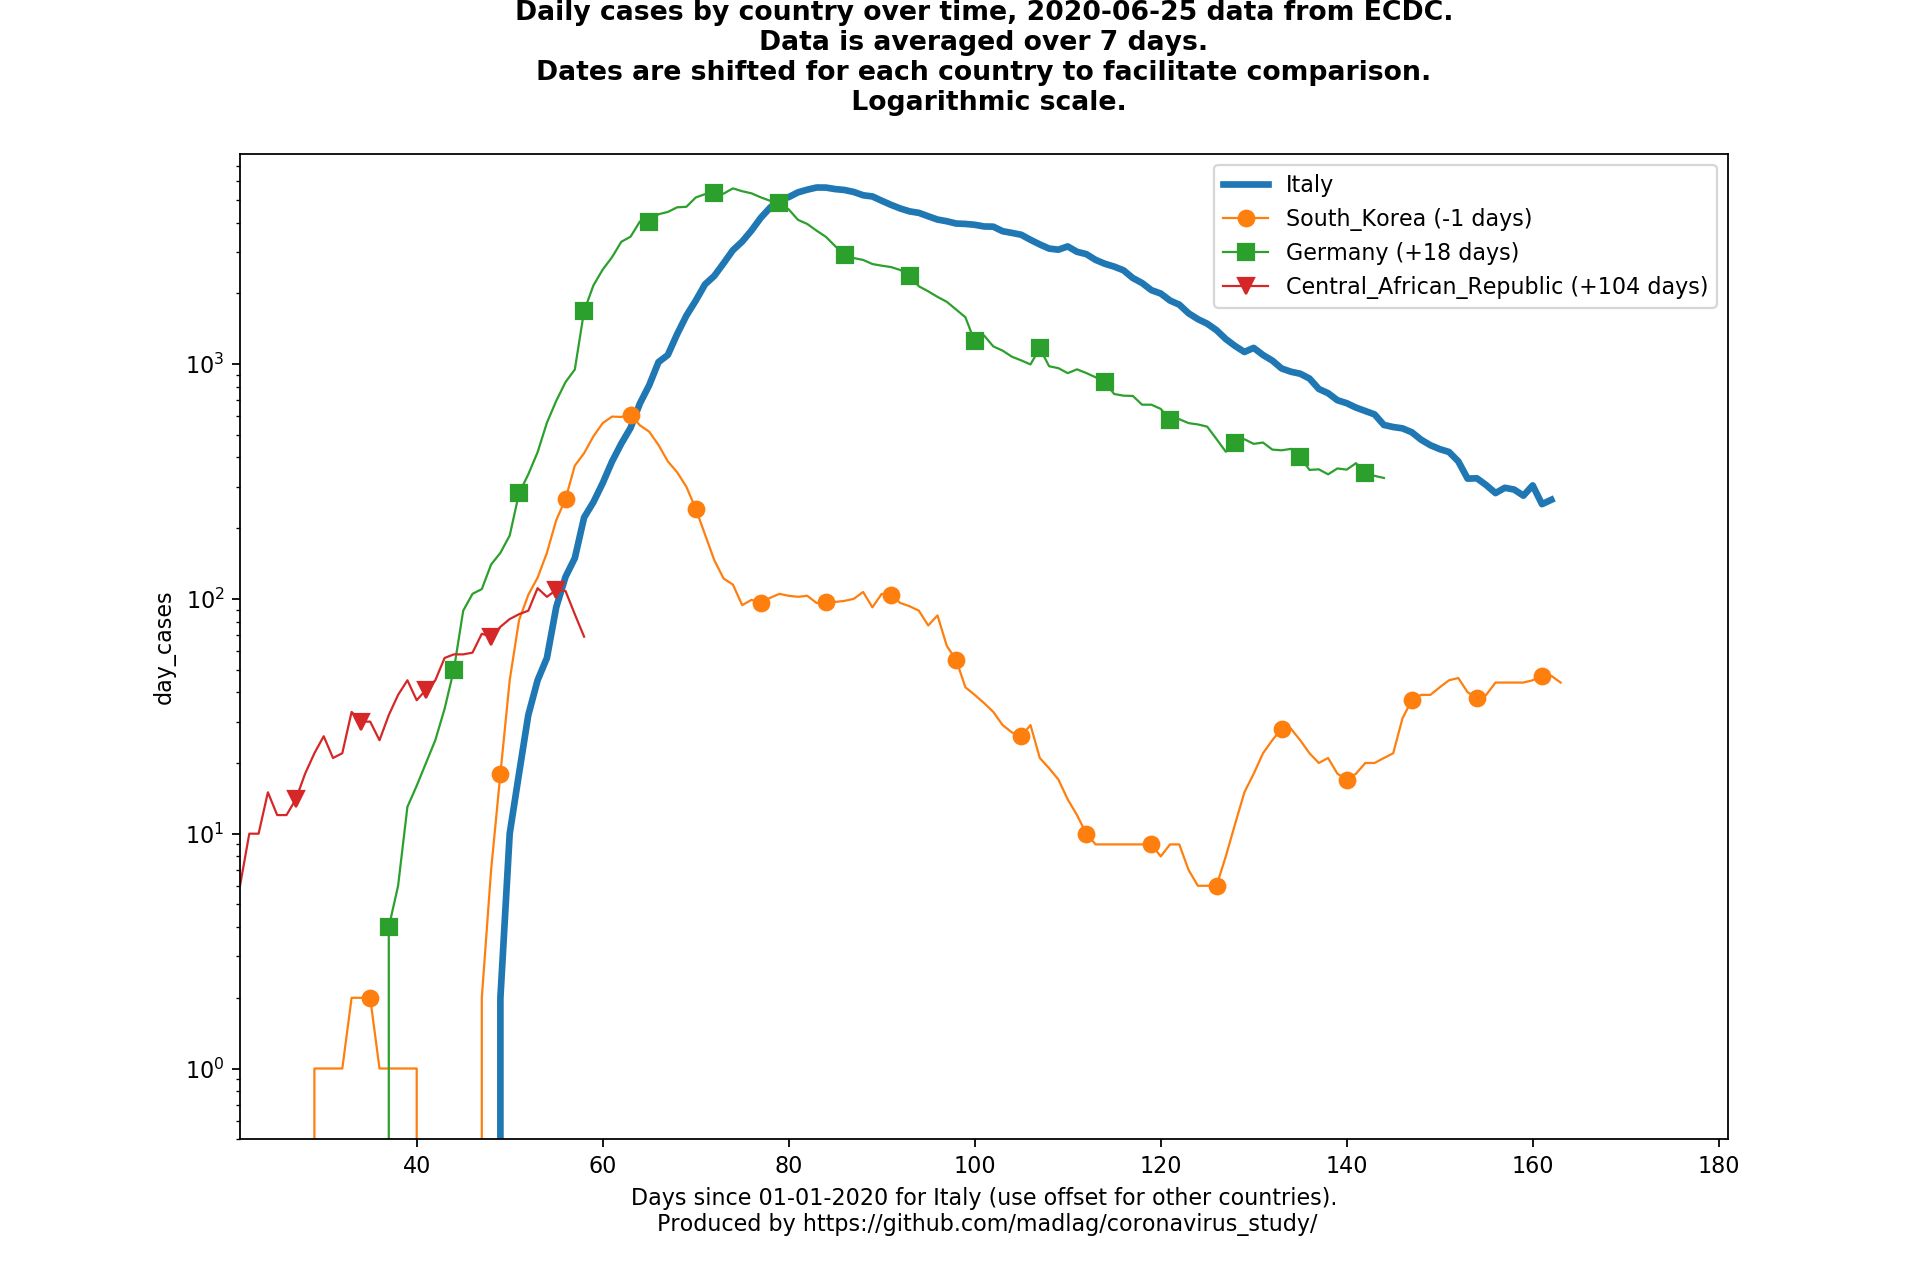 Daily cases by country over time, 2020-06-25 data from ECDC.
Data is averaged over 7 days.
Dates are shifted for each country to facilitate comparison.
Logarithmic scale.
Italy
South_Korea (-1 days)
Germany (+18 days)
Central_African_Republic (+104 days)
day_cases
10³
10²
10¹
10⁰
40 60 80 100 120 140 160 180
Days since 01-01-2020 for Italy (use offset for other countries).
Produced by https://github.com/madlag/coronavirus_study/